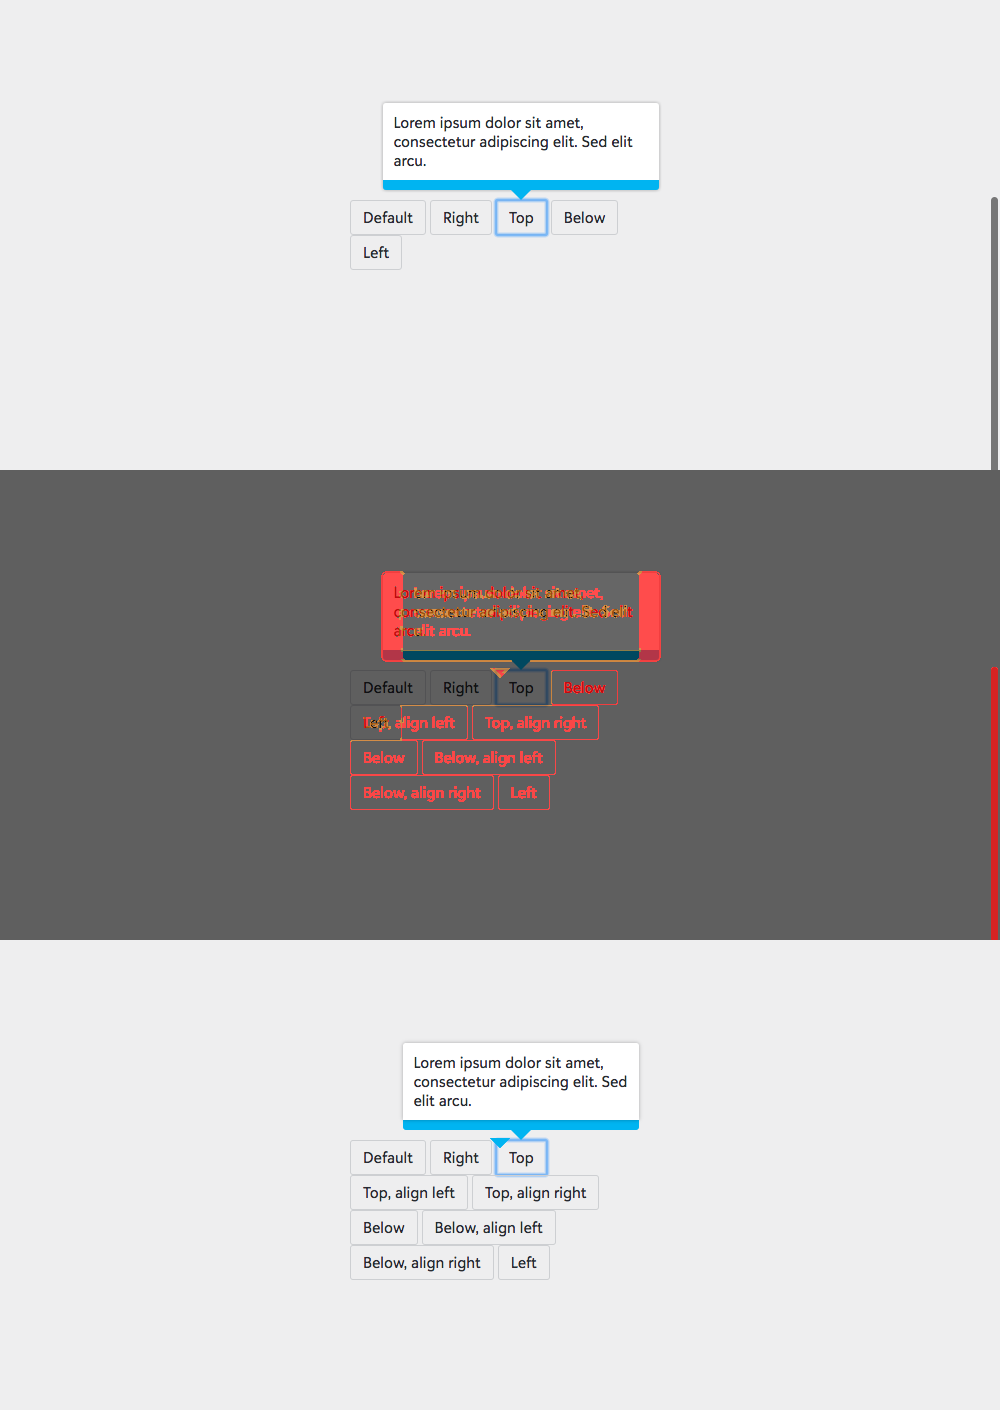 Lorem ipsum dolor sit amet,
consectetur adipiscing elit. Sed elit
arcu.
Default Right Top Below
Left
elit arcu.
Default Right Top Below
align left Top, align right
Below Below, align left
Below, align right Left
Lorem ipsum dolor sit amet,
consectetur adipiscing elit. Sed
elit arcu.
Default Right Top
Top, align left Top, align right
Below Below, align left
Below, align right Left